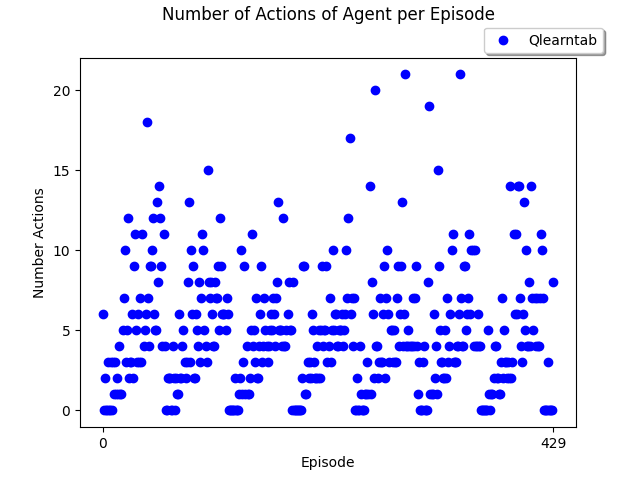 Number of Actions of Agent per Episode
Qlearntab
20
15
10
5
0
Number Actions
0
429
Episode